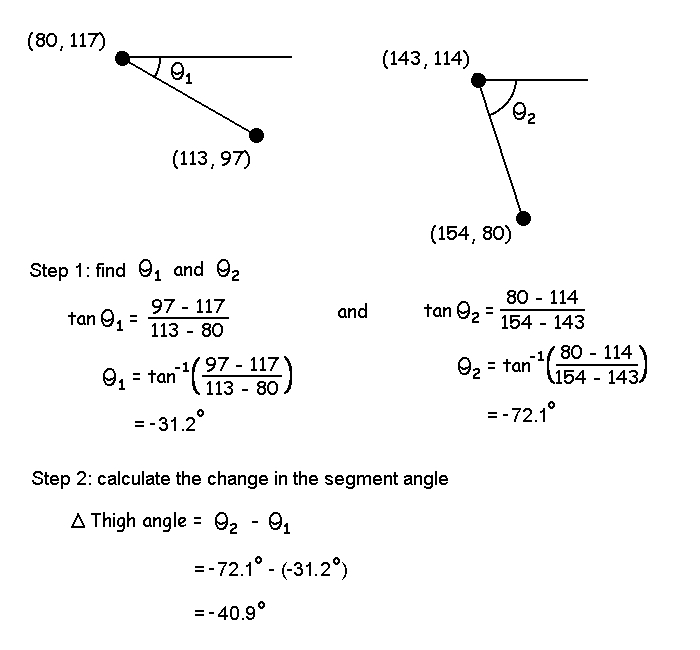 (80, 117)
(143, 114)
θ1
θ2
(113, 97)
(154, 80)
Step 1: find θ1 and θ2
tan θ1 = (97 - 117) / (113 - 80) and tan θ2 = (80 - 114) / (154 - 143)
θ1 = tan⁻¹((97 - 117) / (113 - 80)) θ2 = tan⁻¹((80 - 114) / (154 - 143))
= -31.2° = -72.1°
Step 2: calculate the change in the segment angle
Δ Thigh angle = θ2 - θ1
= -72.1° - (-31.2°)
= -40.9°